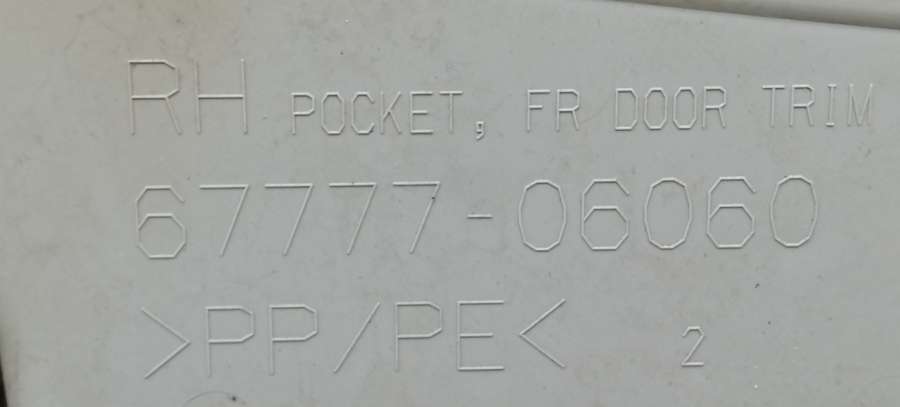 RH POCKET, FR DOOR TRIM
67777-06060
>PP/PE< 2